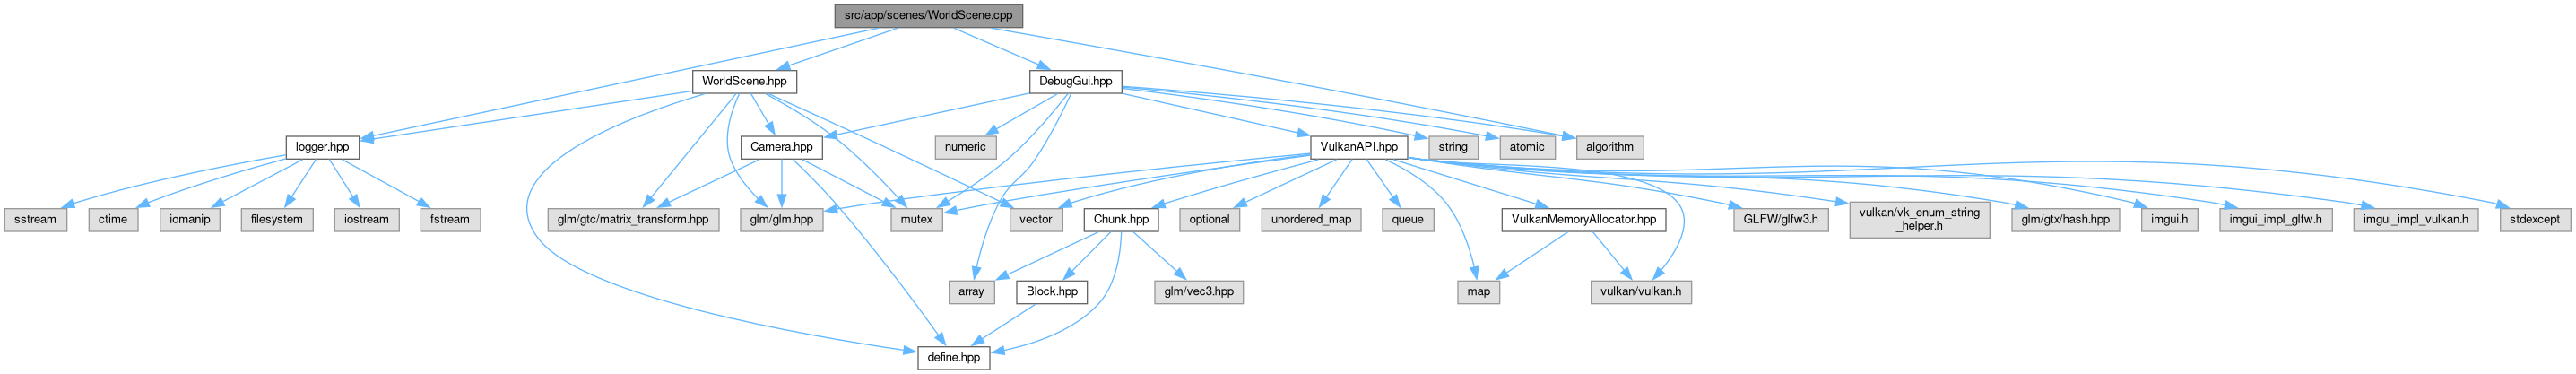 src/app/scenes/WorldScene.cpp
WorldScene.hpp
DebugGui.hpp
logger.hpp
Camera.hpp
numeric
VulkanAPI.hpp
string
atomic
algorithm
sstream
ctime
iomanip
filesystem
iostream
fstream
glm/gtc/matrix_transform.hpp
glm/glm.hpp
mutex
vector
Chunk.hpp
optional
unordered_map
queue
VulkanMemoryAllocator.hpp
GLFW/glfw3.h
vulkan/vk_enum_string
_helper.h
glm/gtx/hash.hpp
imgui.h
imgui_impl_glfw.h
imgui_impl_vulkan.h
stdexcept
array
Block.hpp
glm/vec3.hpp
map
vulkan/vulkan.h
define.hpp